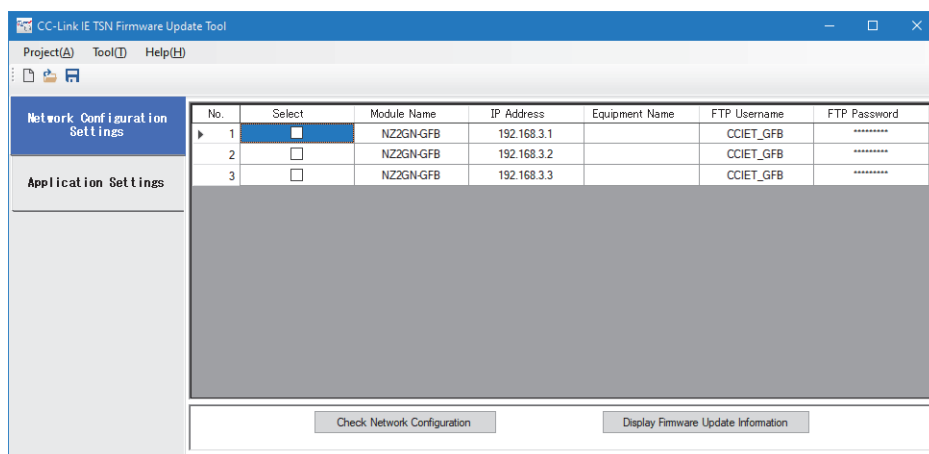 CC-Link IE TSN Firmware Update Tool
Project(A) Tool(T) Help(H)
Network Configuration
Settings
Application Settings
No. Select Module Name IP Address Equipment Name FTP Username FTP Password
1 NZ2GN-GFB 192.168.3.1 CCIET_GFB *********
2 NZ2GN-GFB 192.168.3.2 CCIET_GFB *********
3 NZ2GN-GFB 192.168.3.3 CCIET_GFB *********
Check Network Configuration Display Firmware Update Information